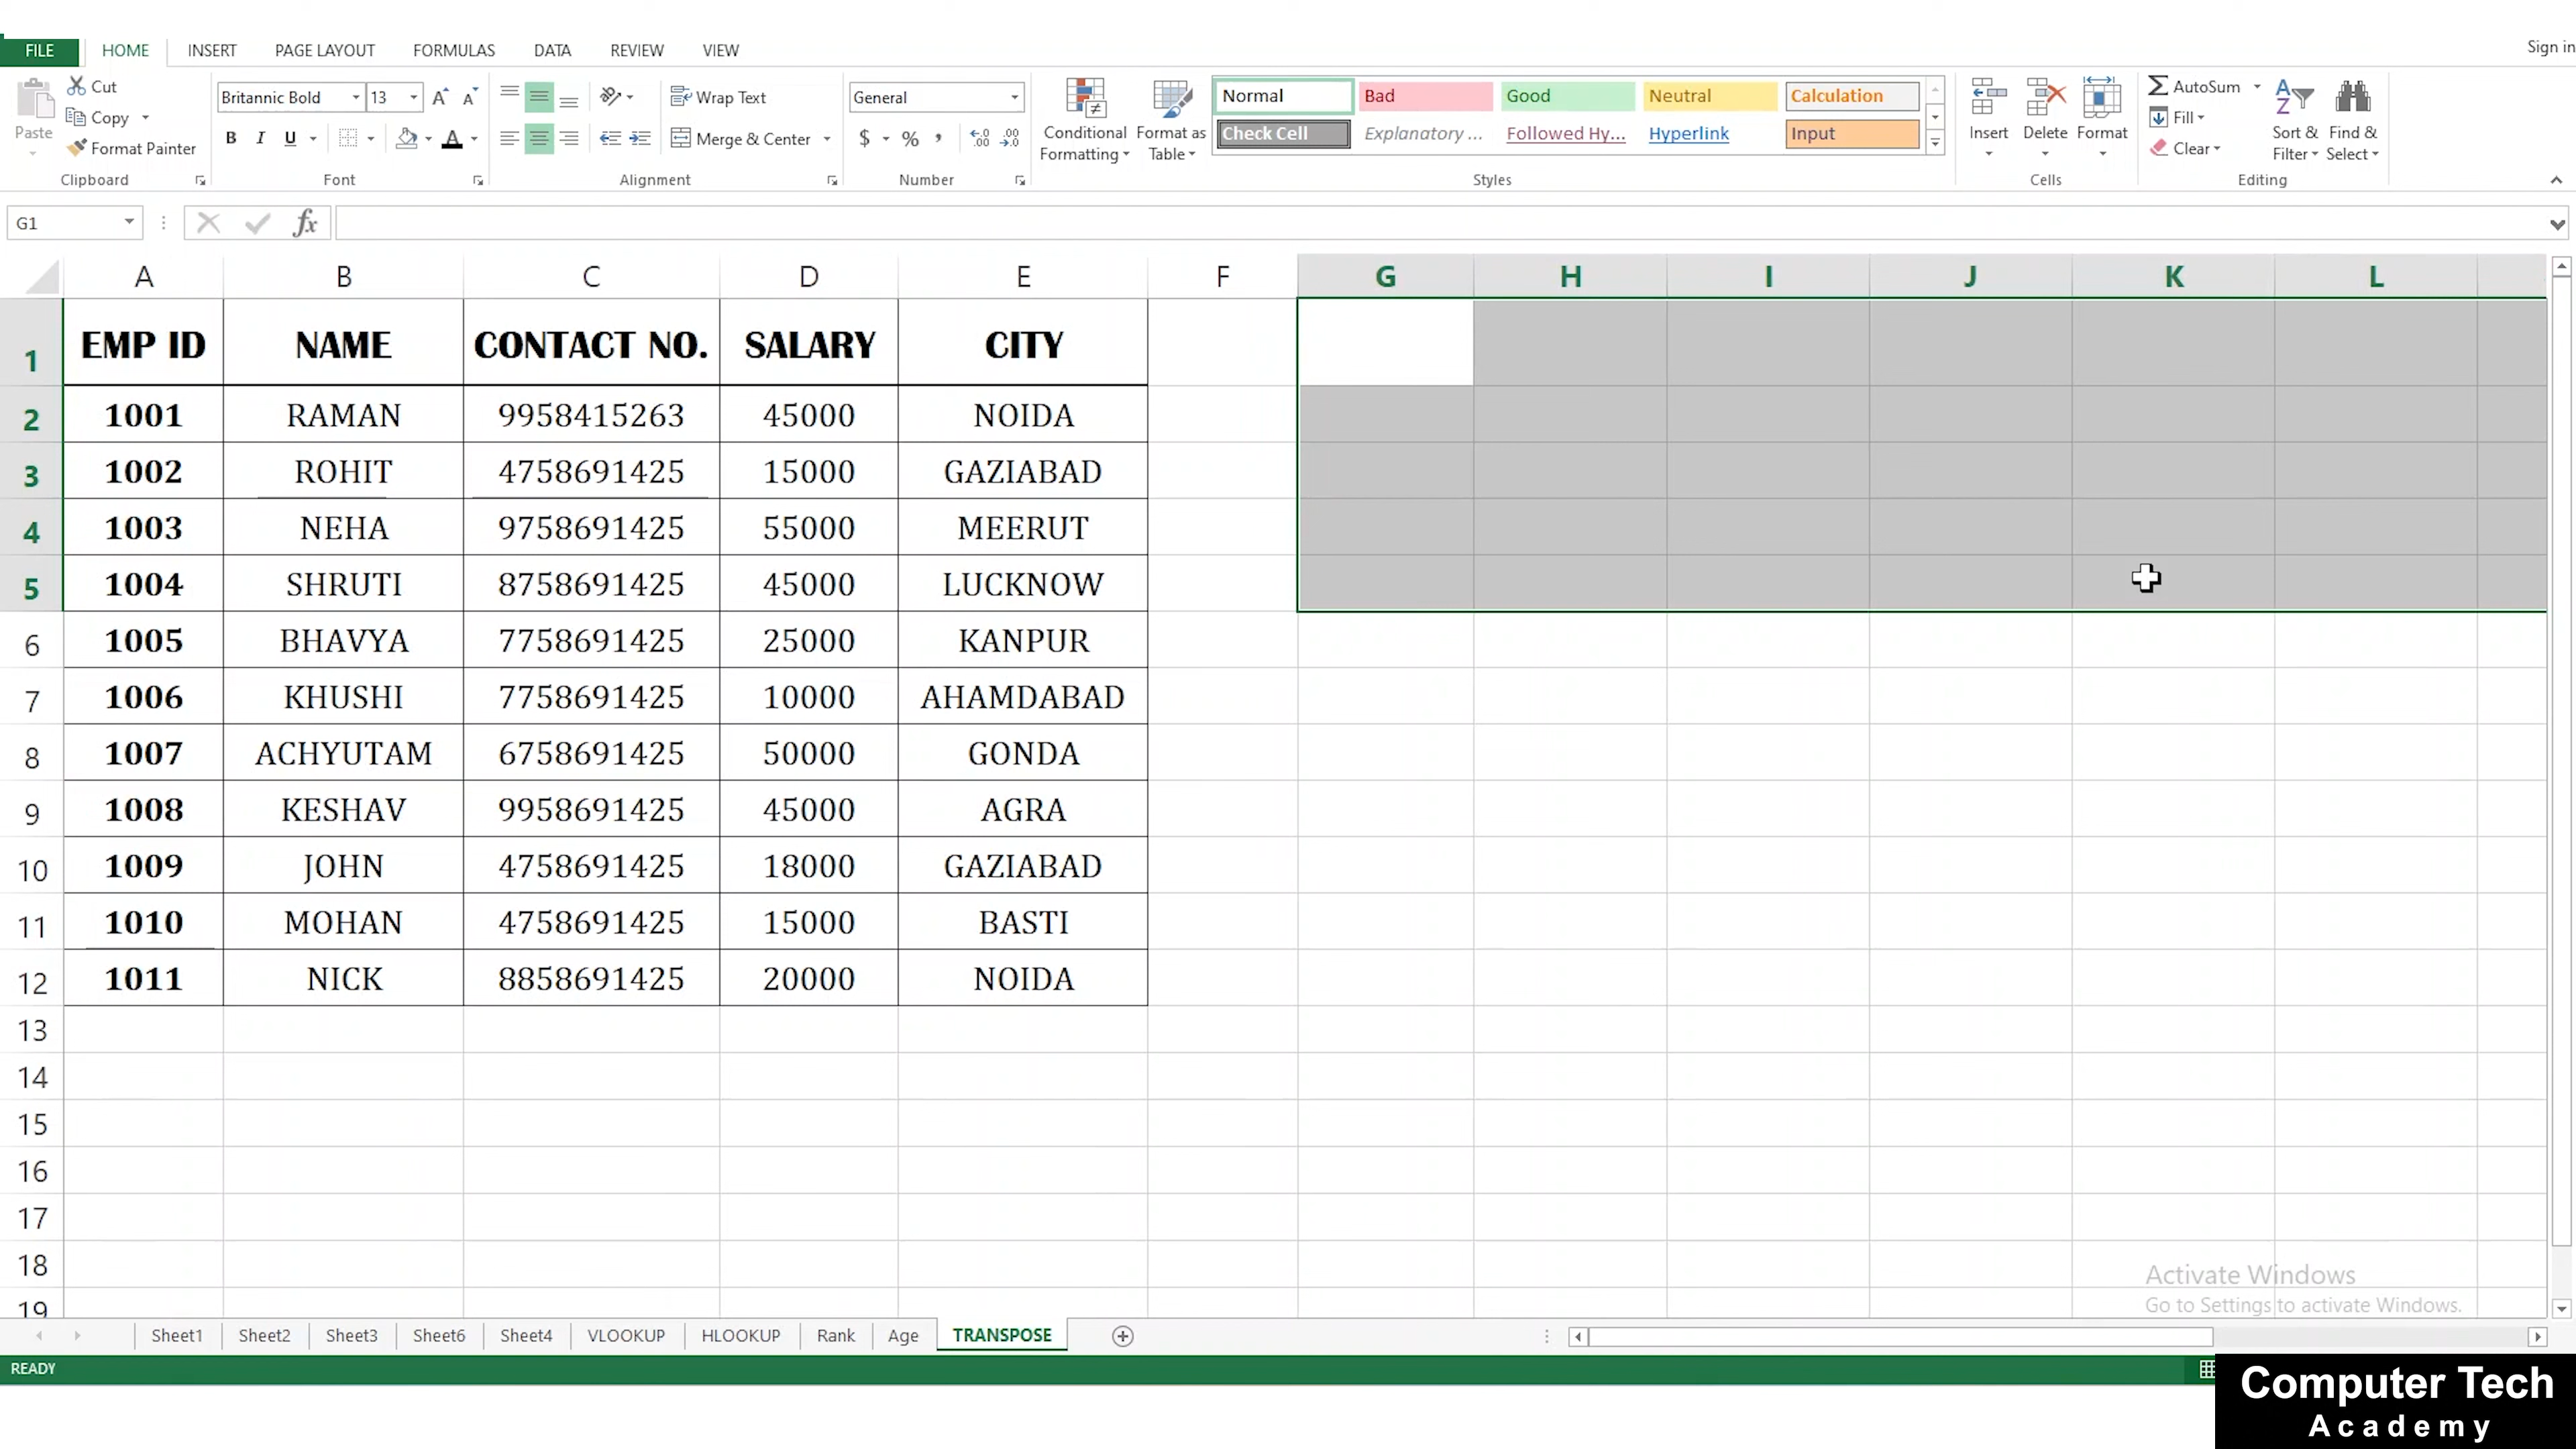 FILE HOME INSERT PAGE LAYOUT FORMULAS DATA REVIEW VIEW
Sign in
Cut
Copy
Format Painter
Paste
Clipboard
Britannic Bold 13
B I U
Font
Wrap Text
Merge & Center
Alignment
General
$ % ,
Number
Conditional Formatting
Format as Table
Normal Bad Good Neutral Calculation
Check Cell Explanatory ... Followed Hy... Hyperlink Input
Styles
Insert Delete Format
Cells
AutoSum
Fill
Clear
Sort & Filter
Find & Select
Editing
G1
fx
A B C D E F G H I J K L
1 EMP ID NAME CONTACT NO. SALARY CITY
2 1001 RAMAN 9958415263 45000 NOIDA
3 1002 ROHIT 4758691425 15000 GAZIABAD
4 1003 NEHA 9758691425 55000 MEERUT
5 1004 SHRUTI 8758691425 45000 LUCKNOW
6 1005 BHAVYA 7758691425 25000 KANPUR
7 1006 KHUSHI 7758691425 10000 AHAMDABAD
8 1007 ACHYUTAM 6758691425 50000 GONDA
9 1008 KESHAV 9958691425 45000 AGRA
10 1009 JOHN 4758691425 18000 GAZIABAD
11 1010 MOHAN 4758691425 15000 BASTI
12 1011 NICK 8858691425 20000 NOIDA
13
14
15
16
17
18
19
Activate Windows
Go to Settings to activate Windows.
Sheet1 Sheet2 Sheet3 Sheet6 Sheet4 VLOOKUP HLOOKUP Rank Age TRANSPOSE
READY
Computer Tech
Academy